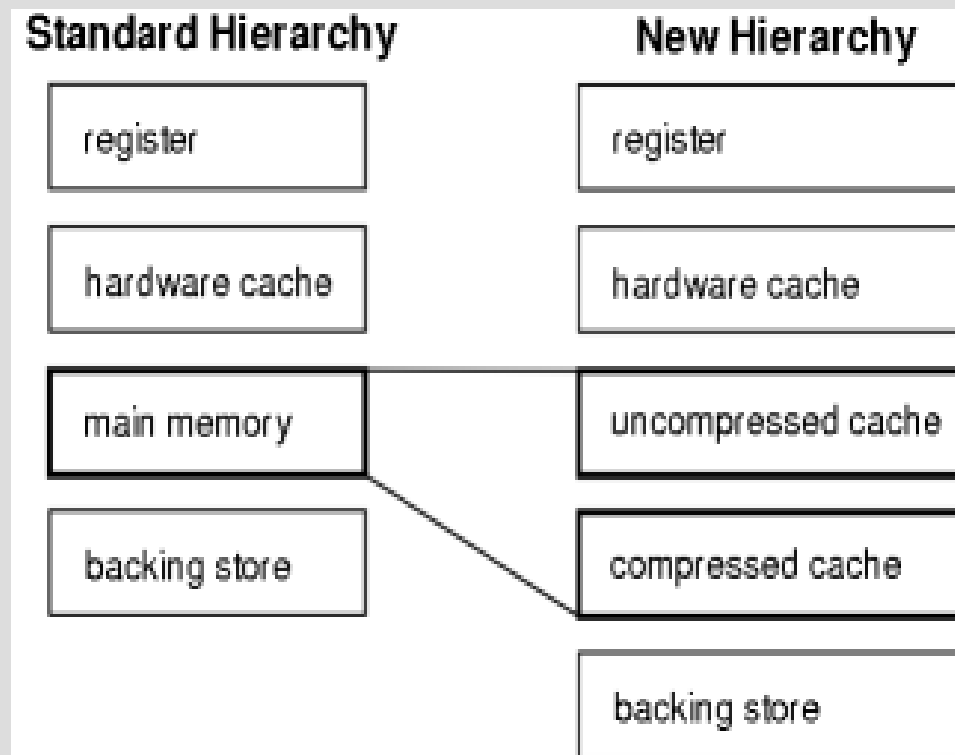 Standard Hierarchy
register
hardware cache
main memory
backing store
New Hierarchy
register
hardware cache
uncompressed cache
compressed cache
backing store